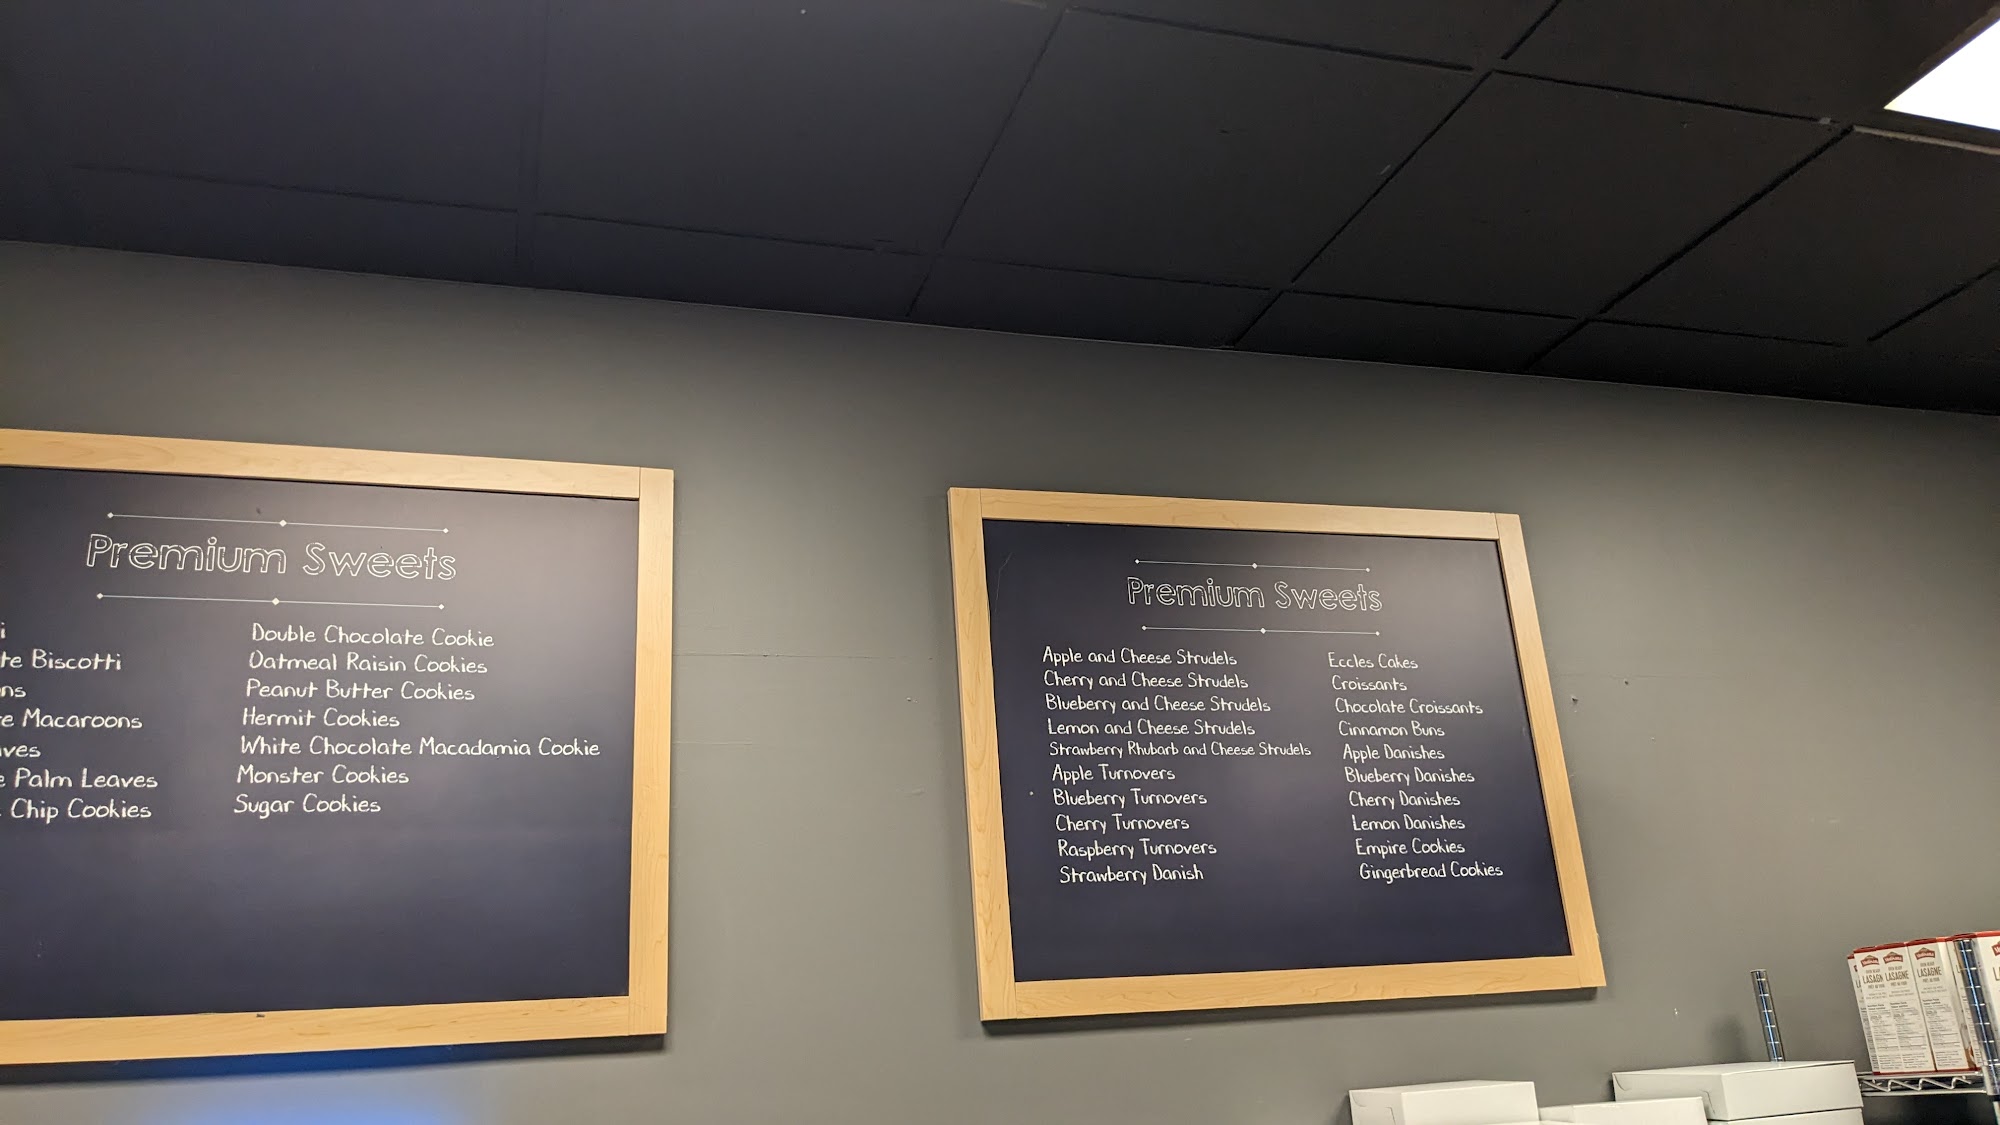 Premium Sweets
Biscotti
Macaroons
Palm Leaves
Chip Cookies
Double Chocolate Cookie
Oatmeal Raisin Cookies
Peanut Butter Cookies
Hermit Cookies
White Chocolate Macadamia Cookie
Monster Cookies
Sugar Cookies
Premium Sweets
Apple and Cheese Strudels
Cherry and Cheese Strudels
Blueberry and Cheese Strudels
Lemon and Cheese Strudels
Strawberry Rhubarb and Cheese Strudels
Apple Turnovers
Blueberry Turnovers
Cherry Turnovers
Raspberry Turnovers
Strawberry Danish
Eccles Cakes
Croissants
Chocolate Croissants
Cinnamon Buns
Apple Danishes
Blueberry Danishes
Cherry Danishes
Lemon Danishes
Empire Cookies
Gingerbread Cookies
LASAGNE
LASAGNE